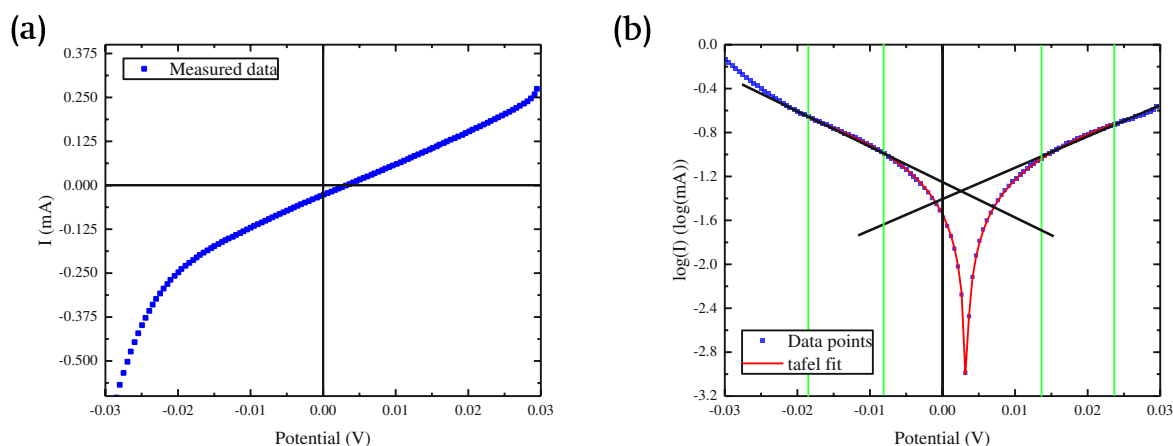 (a)
0.375
0.250
0.125
0.000
-0.125
-0.250
-0.375
-0.500
I (mA)
Measured data
-0.03 -0.02 -0.01 0.00 0.01 0.02 0.03
Potential (V)
(b)
0.0
-0.4
-0.8
-1.2
-1.6
-2.0
-2.4
-2.8
-3.2
log(I) (log(mA))
Data points
tafel fit
-0.03 -0.02 -0.01 0.00 0.01 0.02 0.03
Potential (V)